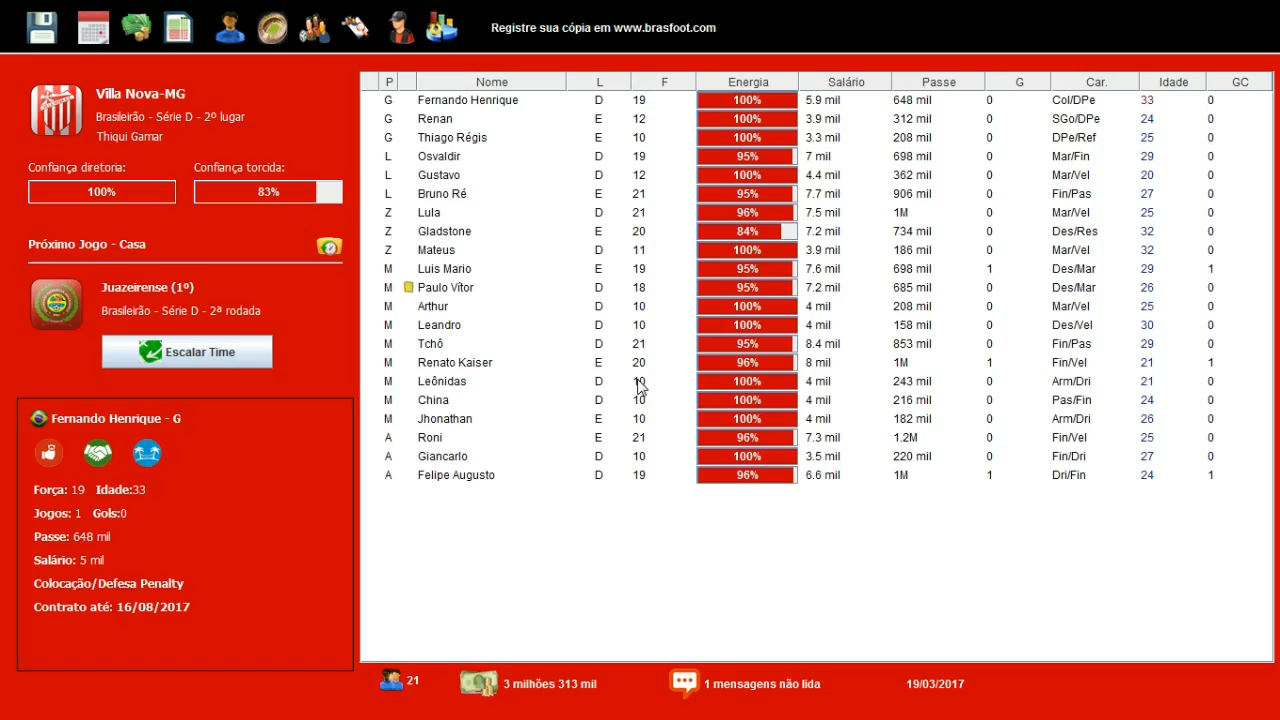 Registre sua cópia em www.brasfoot.com
Villa Nova-MG
Brasileirão - Série D - 2º lugar
Thiqui Gamar
Confiança diretoria: Confiança torcida:
100% 83%
Próximo Jogo - Casa
Juazeirense (1º)
Brasileirão - Série D - 2ª rodada
Escalar Time
Fernando Henrique - G
Força: 19 Idade:33
Jogos: 1 Gols:0
Passe: 648 mil
Salário: 5 mil
Colocação/Defesa Penalty
Contrato até: 16/08/2017
P Nome L F Energia Salário Passe G Car. Idade GC
G Fernando Henrique D 19 100% 5.9 mil 648 mil 0 Col/DPe 33 0
G Renan E 12 100% 3.9 mil 312 mil 0 SGo/DPe 24 0
G Thiago Régis E 10 100% 3.3 mil 208 mil 0 DPe/Ref 25 0
L Osvaldir D 19 95% 7 mil 698 mil 0 Mar/Fin 29 0
L Gustavo D 12 100% 4.4 mil 362 mil 0 Mar/Vel 20 0
L Bruno Ré E 21 95% 7.7 mil 906 mil 0 Fin/Pas 27 0
Z Lula D 21 96% 7.5 mil 1M 0 Mar/Vel 25 0
Z Gladstone E 20 84% 7.2 mil 734 mil 0 Des/Res 32 0
Z Mateus D 11 100% 3.9 mil 186 mil 0 Mar/Vel 32 0
M Luis Mario E 19 95% 7.6 mil 698 mil 1 Des/Mar 29 1
M Paulo Vítor D 18 95% 7.2 mil 685 mil 0 Des/Mar 26 0
M Arthur D 10 100% 4 mil 208 mil 0 Mar/Vel 25 0
M Leandro D 10 100% 4 mil 158 mil 0 Des/Vel 30 0
M Tchô D 21 95% 8.4 mil 853 mil 0 Fin/Pas 29 0
M Renato Kaiser E 20 96% 8 mil 1M 1 Fin/Vel 21 1
M Leônidas D 10 100% 4 mil 243 mil 0 Arm/Dri 21 0
M China D 10 100% 4 mil 216 mil 0 Pas/Fin 24 0
M Jhonathan E 10 100% 4 mil 182 mil 0 Arm/Dri 26 0
A Roni E 21 96% 7.3 mil 1.2M 0 Fin/Vel 25 0
A Giancarlo D 10 100% 3.5 mil 220 mil 0 Fin/Dri 27 0
A Felipe Augusto D 19 96% 6.6 mil 1M 1 Dri/Fin 24 1
21 3 milhões 313 mil 1 mensagens não lida 19/03/2017